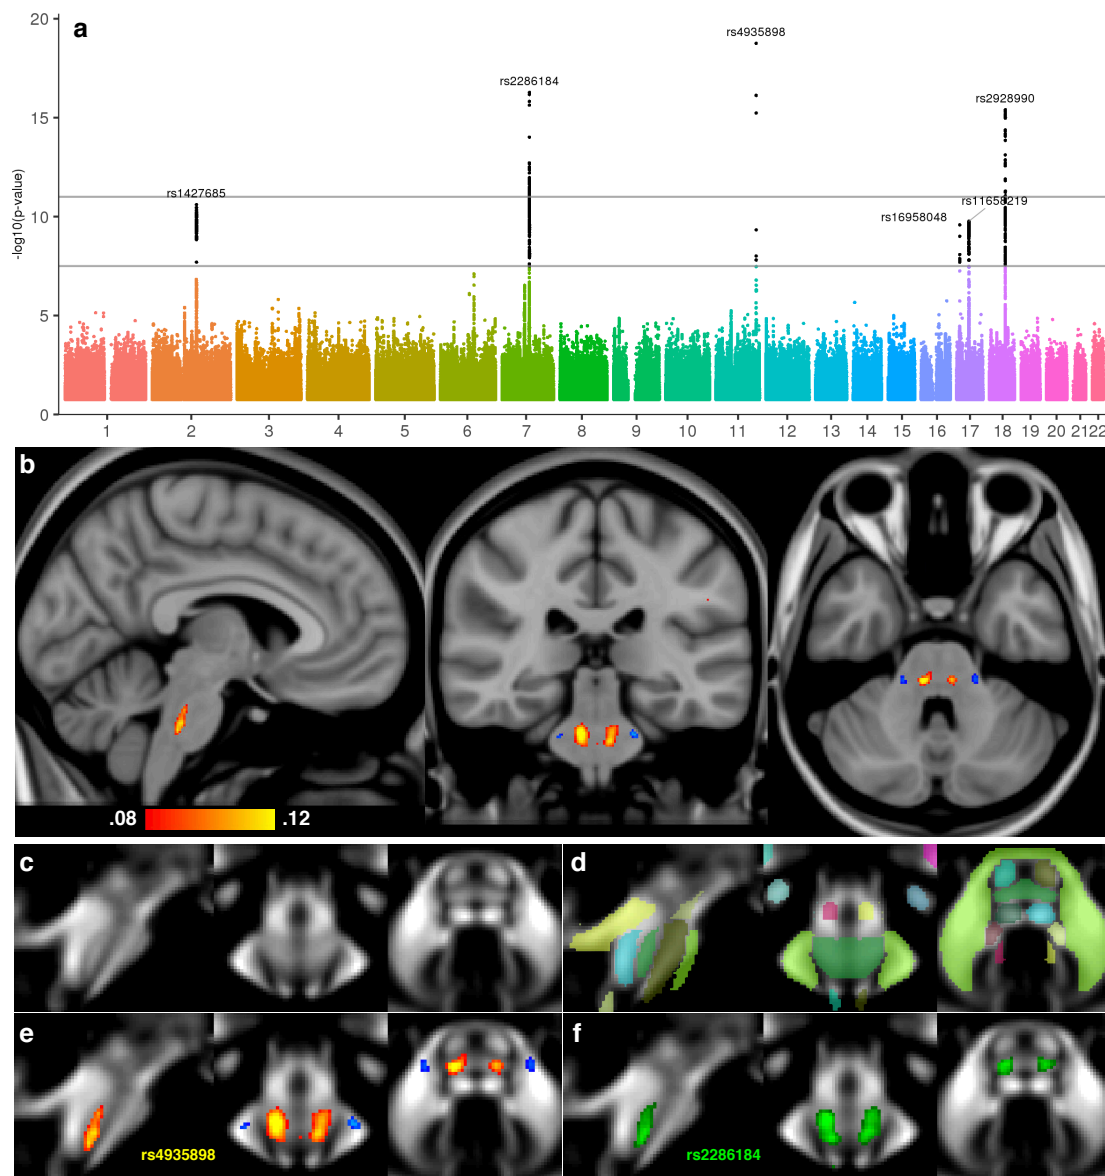 a
20
15
10
5
0
-log10(p-value)
rs4935898
rs2286184
rs2928990
rs1427685
rs11658219
rs16958048
1 2 3 4 5 6 7 8 9 10 11 12 13 14 15 16 17 18 19 20 21 22
b
.08 .12
c
d
e
rs4935898
f
rs2286184